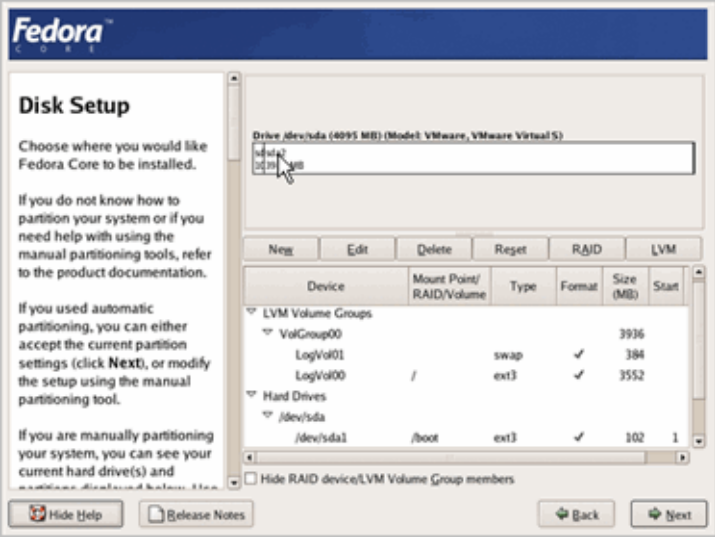 Fedora™
CORE
Disk Setup
Choose where you would like
Fedora Core to be installed.
If you do not know how to
partition your system or if you
need help with using the
manual partitioning tools, refer
to the product documentation.
If you used automatic
partitioning, you can either
accept the current partition
settings (click Next), or modify
the setup using the manual
partitioning tool.
If you are manually partitioning
your system, you can see your
current hard drive(s) and
Drive /dev/sda (4095 MB) (Model: VMware, VMware Virtual S)
New Edit Delete Reset RAID LVM
Device Mount Point/ RAID/Volume Type Format Size (MB) Start
LVM Volume Groups
VolGroup00 3936
LogVol01 swap ✓ 384
LogVol00 / ext3 ✓ 3552
Hard Drives
/dev/sda
/dev/sda1 /boot ext3 ✓ 102 1
Hide RAID device/LVM Volume Group members
Hide Help Release Notes Back Next